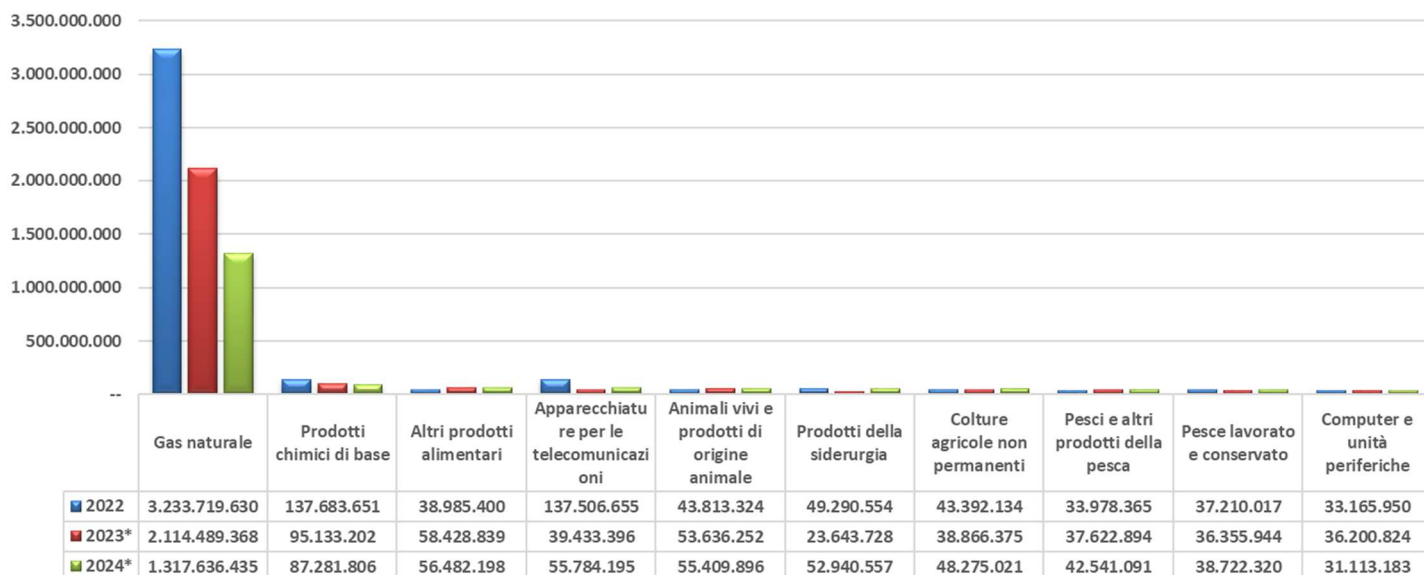 3.500.000.000
3.000.000.000
2.500.000.000
2.000.000.000
1.500.000.000
1.000.000.000
500.000.000
--
Gas naturale
Prodotti
chimici di base
Altri prodotti
alimentari
Apparecchiatu
re per le
telecomunicazi
oni
Animali vivi e
prodotti di
origine
animale
Prodotti della
siderurgia
Colture
agricole non
permanenti
Pesci e altri
prodotti della
pesca
Pesce lavorato
e conservato
Computer e
unità
periferiche
2022 3.233.719.630 137.683.651 38.985.400 137.506.655 43.813.324 49.290.554 43.392.134 33.978.365 37.210.017 33.165.950
2023* 2.114.489.368 95.133.202 58.428.839 39.433.396 53.636.252 23.643.728 38.866.375 37.622.894 36.355.944 36.200.824
2024* 1.317.636.435 87.281.806 56.482.198 55.784.195 55.409.896 52.940.557 48.275.021 42.541.091 38.722.320 31.113.183